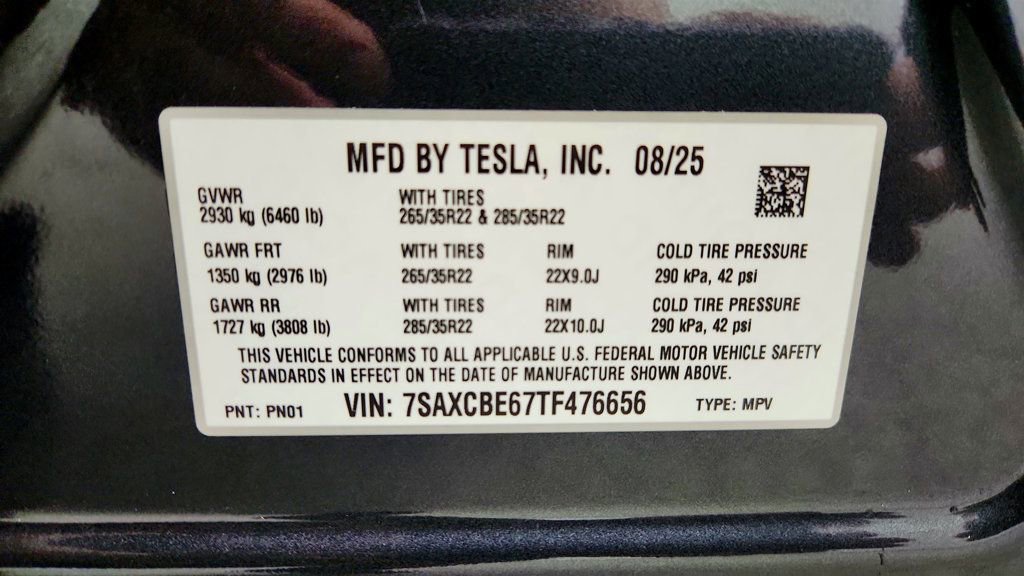 MFD BY TESLA, INC. 08/25
GVWR WITH TIRES
2930 kg (6460 lb) 265/35R22 & 285/35R22
GAWR FRT WITH TIRES RIM COLD TIRE PRESSURE
1350 kg (2976 lb) 265/35R22 22X9.0J 290 kPa, 42 psi
GAWR RR WITH TIRES RIM COLD TIRE PRESSURE
1727 kg (3808 lb) 285/35R22 22X10.0J 290 kPa, 42 psi
THIS VEHICLE CONFORMS TO ALL APPLICABLE U.S. FEDERAL MOTOR VEHICLE SAFETY
STANDARDS IN EFFECT ON THE DATE OF MANUFACTURE SHOWN ABOVE.
PNT: PN01 VIN: 7SAXCBE67TF476656 TYPE: MPV